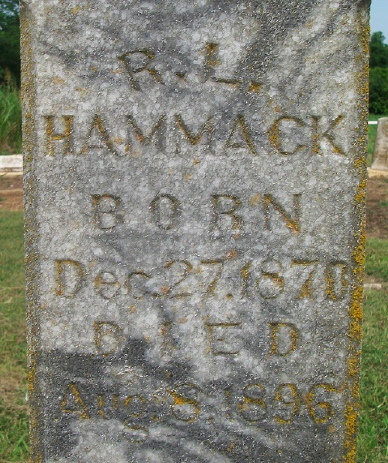 R. L.
HAMMACK
BORN
Dec. 27. 1870
DIED
Aug. 8. 1896